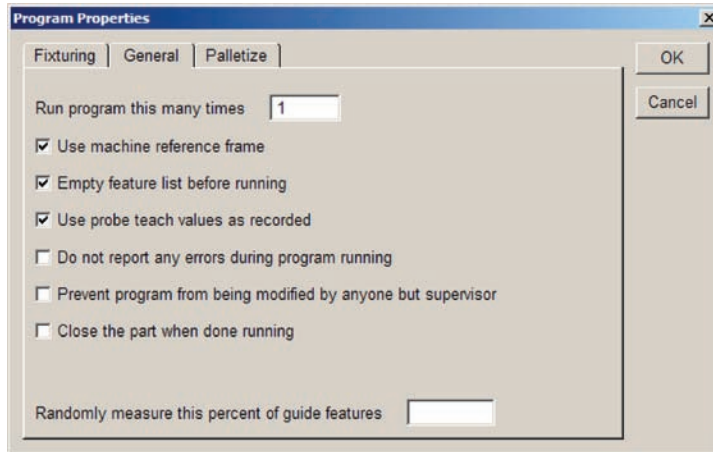 Program Properties
Fixturing General Palletize
OK
Run program this many times 1
Cancel
Use machine reference frame
Empty feature list before running
Use probe teach values as recorded
Do not report any errors during program running
Prevent program from being modified by anyone but supervisor
Close the part when done running
Randomly measure this percent of guide features